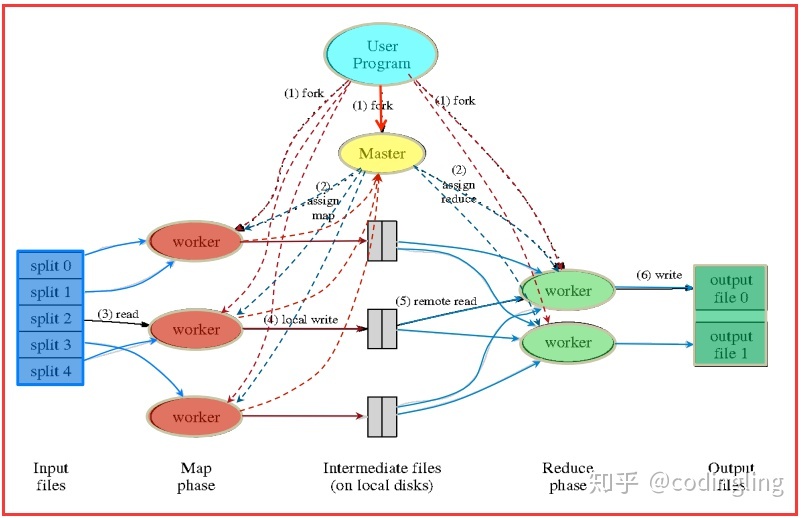 User
Program
(1) fork
(1) fork
(1) fork
Master
(2)
assign
map
(2)
assign
reduce
worker
split 0
split 1
split 2
split 3
split 4
(3) read
worker
(4) local write
(5) remote read
worker
worker
worker
(6) write
output
file 0
output
file 1
Input
files
Map
phase
Intermediate files
(on local disks)
Reduce
phase
Output
files
知乎 @codingling